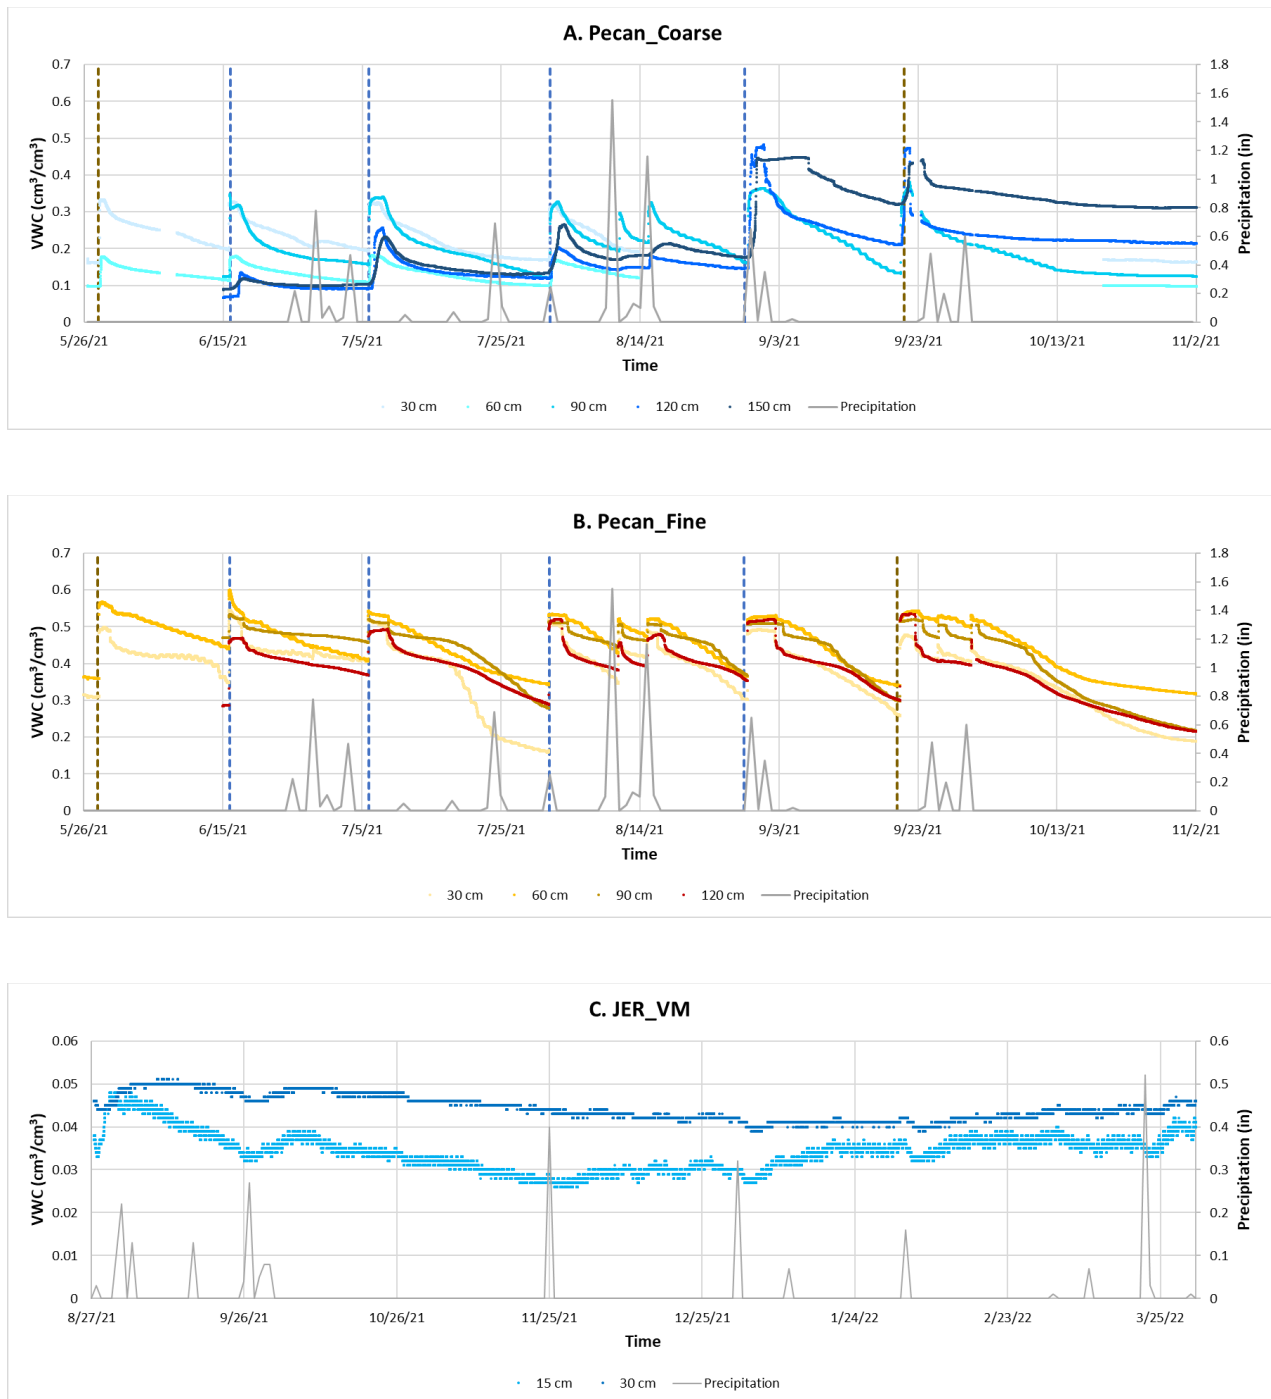 A. Pecan_Coarse
0.7
0.6
0.5
0.4
0.3
0.2
0.1
0
VWC (cm³/cm³)
1.8
1.6
1.4
1.2
1
0.8
0.6
0.4
0.2
0
Precipitation (in)
5/26/21 6/15/21 7/5/21 7/25/21 8/14/21 9/3/21 9/23/21 10/13/21 11/2/21
Time
30 cm 60 cm 90 cm 120 cm 150 cm Precipitation
B. Pecan_Fine
0.7
0.6
0.5
0.4
0.3
0.2
0.1
0
VWC (cm³/cm³)
1.8
1.6
1.4
1.2
1
0.8
0.6
0.4
0.2
0
Precipitation (in)
5/26/21 6/15/21 7/5/21 7/25/21 8/14/21 9/3/21 9/23/21 10/13/21 11/2/21
Time
30 cm 60 cm 90 cm 120 cm Precipitation
C. JER_VM
0.06
0.05
0.04
0.03
0.02
0.01
0
VWC (cm³/cm³)
0.6
0.5
0.4
0.3
0.2
0.1
0
Precipitation (in)
8/27/21 9/26/21 10/26/21 11/25/21 12/25/21 1/24/22 2/23/22 3/25/22
Time
15 cm 30 cm Precipitation